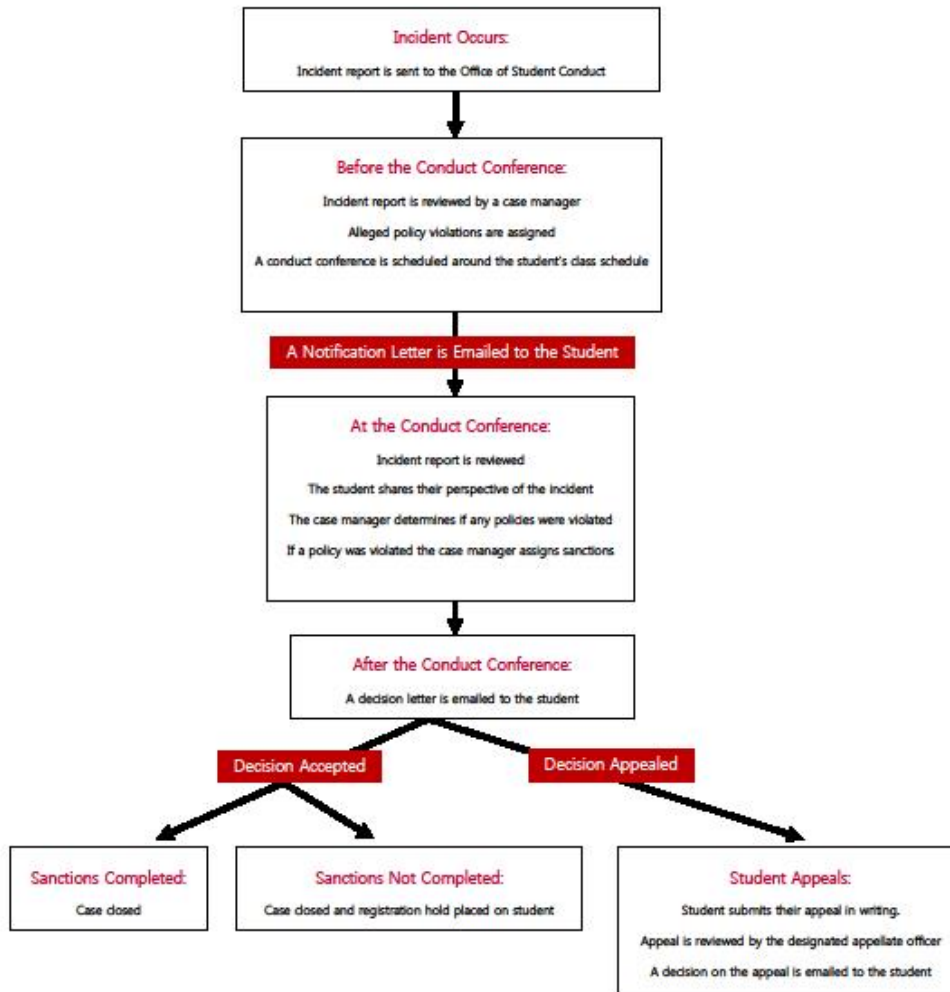 Incident Occurs:
Incident report is sent to the Office of Student Conduct
Before the Conduct Conference:
Incident report is reviewed by a case manager
Alleged policy violations are assigned
A conduct conference is scheduled around the student's class schedule
A Notification Letter is Emailed to the Student
At the Conduct Conference:
Incident report is reviewed
The student shares their perspective of the incident
The case manager determines if any policies were violated
If a policy was violated the case manager assigns sanctions
After the Conduct Conference:
A decision letter is emailed to the student
Decision Accepted
Decision Appealed
Sanctions Completed:
Case closed
Sanctions Not Completed:
Case closed and registration hold placed on student
Student Appeals:
Student submits their appeal in writing.
Appeal is reviewed by the designated appellate officer
A decision on the appeal is emailed to the student